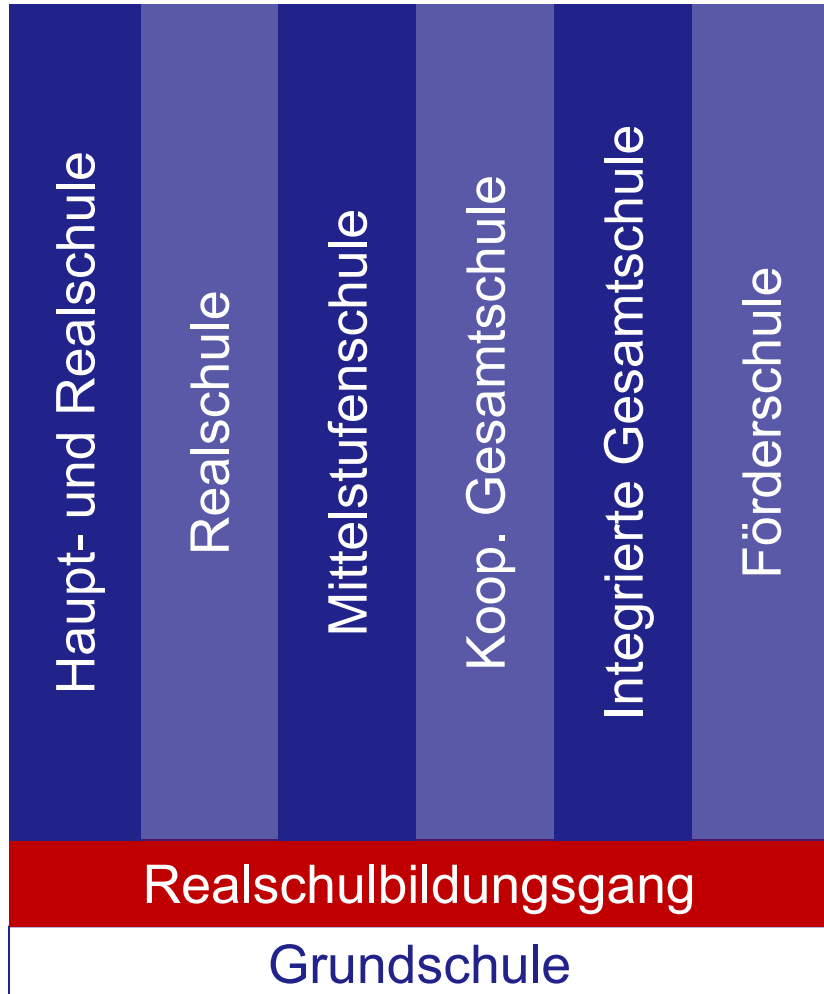 Haupt- und Realschule
Realschule
Mittelstufenschule
Koop. Gesamtschule
Integrierte Gesamtschule
Förderschule
Realschulbildungsgang
Grundschule